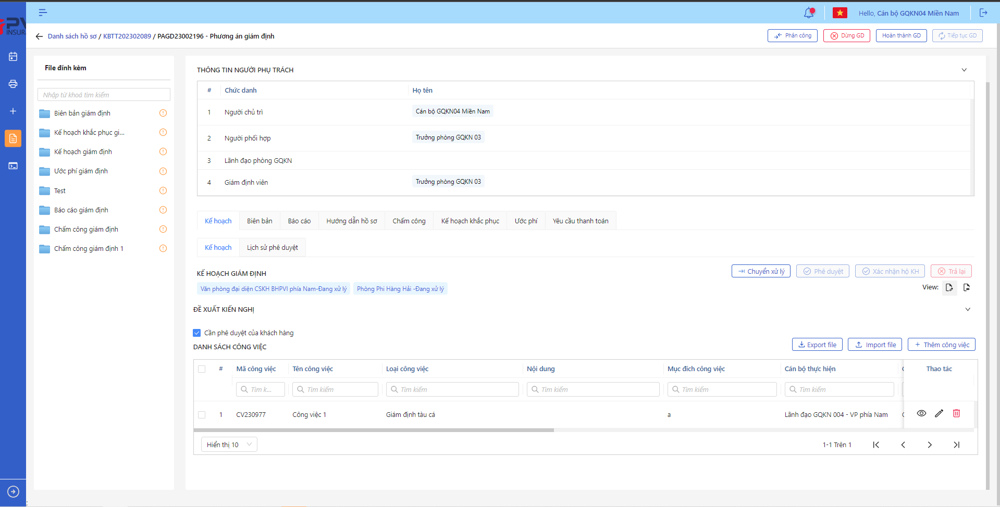 Hello, Cán bộ GQKN04 Miền Nam
PV
INSUR
Danh sách hồ sơ / KBTT202302089 / PAGD23002196 - Phương án giám định
Phân công
Dừng GD
Hoàn thành GD
Tiếp tục GD
File đính kèm
Nhập từ khoá tìm kiếm
Biên bản giám định
Kế hoạch khắc phục gi...
Kế hoạch giám định
Ước phí giám định
Test
Báo cáo giám định
Chấm công giám định
Chấm công giám định 1
THÔNG TIN NGƯỜI PHỤ TRÁCH
# Chức danh Họ tên
1 Người chủ trì Cán bộ GQKN04 Miền Nam
2 Người phối hợp Trưởng phòng GQKN 03
3 Lãnh đạo phòng GQKN
4 Giám định viên Trưởng phòng GQKN 03
Kế hoạch Biên bản Báo cáo Hướng dẫn hồ sơ Chấm công Kế hoạch khắc phục Ước phí Yêu cầu thanh toán
Kế hoạch Lịch sử phê duyệt
KẾ HOẠCH GIÁM ĐỊNH
Chuyển xử lý Phê duyệt Xác nhận hộ KH Trả lại
Văn phòng đại diện CSKH BHPVI phía Nam-Đang xử lý Phòng Phi Hàng Hải -Đang xử lý
View:
ĐỀ XUẤT KIẾN NGHỊ
Cần phê duyệt của khách hàng
DANH SÁCH CÔNG VIỆC
Export file Import file + Thêm công việc
# Mã công việc Tên công việc Loại công việc Nội dung Mục đích công việc Cán bộ thực hiện Thao tác
Tìm k... Tìm kiếm Tìm kiếm Tìm kiếm Tìm kiếm Tìm kiếm
1 CV230977 Công việc 1 Giám định tàu cá a Lãnh đạo GQKN 004 - VP phía Nam
Hiển thị 10
1-1 Trên 1